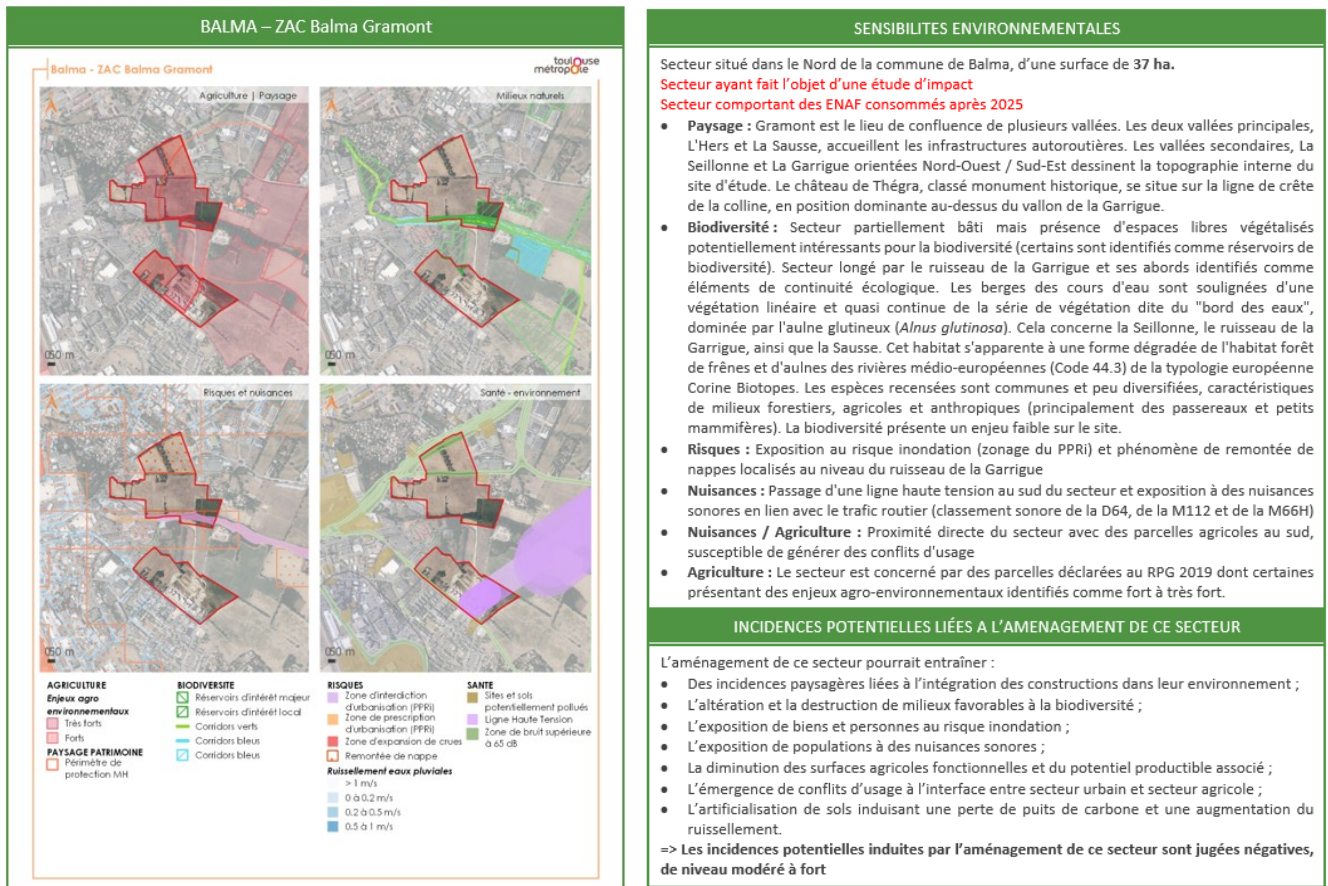 BALMA – ZAC Balma Gramont
Balma - ZAC Balma Gramont
toulouse
métropole
Agriculture | Paysage
Milieux naturels
0 50 m
0 50 m
Risques et nuisances
Santé - environnement
0 50 m
0 50 m
AGRICULTURE
Enjeux agro
environnementaux
Très forts
Forts
PAYSAGE PATRIMOINE
Périmètre de
protection MH
BIODIVERSITE
Réservoirs d'intérêt majeur
Réservoirs d'intérêt local
Corridors verts
Corridors bleus
Corridors bleus
RISQUES
Zone d'interdiction
d'urbanisation (PPRi)
Zone de prescription
d'urbanisation (PPRi)
Zone d'expansion de crues
Remontée de nappe
Ruissellement eaux pluviales
> 1 m/s
0 à 0.2 m/s
0.2 à 0.5 m/s
0.5 à 1 m/s
SANTE
Sites et sols
potentiellement pollués
Ligne Haute Tension
Zone de bruit supérieure
à 65 dB
SENSIBILITES ENVIRONNEMENTALES
Secteur situé dans le Nord de la commune de Balma, d'une surface de 37 ha.
Secteur ayant fait l'objet d'une étude d'impact
Secteur comportant des ENAF consommés après 2025
• Paysage : Gramont est le lieu de confluence de plusieurs vallées. Les deux vallées principales,
L'Hers et La Sausse, accueillent les infrastructures autoroutières. Les vallées secondaires, La
Seillonne et La Garrigue orientées Nord-Ouest / Sud-Est dessinent la topographie interne du
site d'étude. Le château de Thégra, classé monument historique, se situe sur la ligne de crête
de la colline, en position dominante au-dessus du vallon de la Garrigue.
• Biodiversité : Secteur partiellement bâti mais présence d'espaces libres végétalisés
potentiellement intéressants pour la biodiversité (certains sont identifiés comme réservoirs de
biodiversité). Secteur longé par le ruisseau de la Garrigue et ses abords identifiés comme
éléments de continuité écologique. Les berges des cours d'eau sont soulignées d'une
végétation linéaire et quasi continue de la série de végétation dite du "bord des eaux",
dominée par l'aulne glutineux (Alnus glutinosa). Cela concerne la Seillonne, le ruisseau de la
Garrigue, ainsi que la Sausse. Cet habitat s'apparente à une forme dégradée de l'habitat forêt
de frênes et d'aulnes des rivières médio-européennes (Code 44.3) de la typologie européenne
Corine Biotopes. Les espèces recensées sont communes et peu diversifiées, caractéristiques
de milieux forestiers, agricoles et anthropiques (principalement des passereaux et petits
mammifères). La biodiversité présente un enjeu faible sur le site.
• Risques : Exposition au risque inondation (zonage du PPRi) et phénomène de remontée de
nappes localisés au niveau du ruisseau de la Garrigue
• Nuisances : Passage d'une ligne haute tension au sud du secteur et exposition à des nuisances
sonores en lien avec le trafic routier (classement sonore de la D64, de la M112 et de la M66H)
• Nuisances / Agriculture : Proximité directe du secteur avec des parcelles agricoles au sud,
susceptible de générer des conflits d'usage
• Agriculture : Le secteur est concerné par des parcelles déclarées au RPG 2019 dont certaines
présentant des enjeux agro-environnementaux identifiés comme fort à très fort.
INCIDENCES POTENTIELLES LIÉES A L'AMENAGEMENT DE CE SECTEUR
L'aménagement de ce secteur pourrait entraîner :
• Des incidences paysagères liées à l'intégration des constructions dans leur environnement ;
• L'altération et la destruction de milieux favorables à la biodiversité ;
• L'exposition de biens et personnes au risque inondation ;
• L'exposition de populations à des nuisances sonores ;
• La diminution des surfaces agricoles fonctionnelles et du potentiel productible associé ;
• L'émergence de conflits d'usage à l'interface entre secteur urbain et secteur agricole ;
• L'artificialisation de sols induisant une perte de puits de carbone et une augmentation du
ruissellement.
=> Les incidences potentielles induites par l'aménagement de ce secteur sont jugées négatives,
de niveau modéré à fort